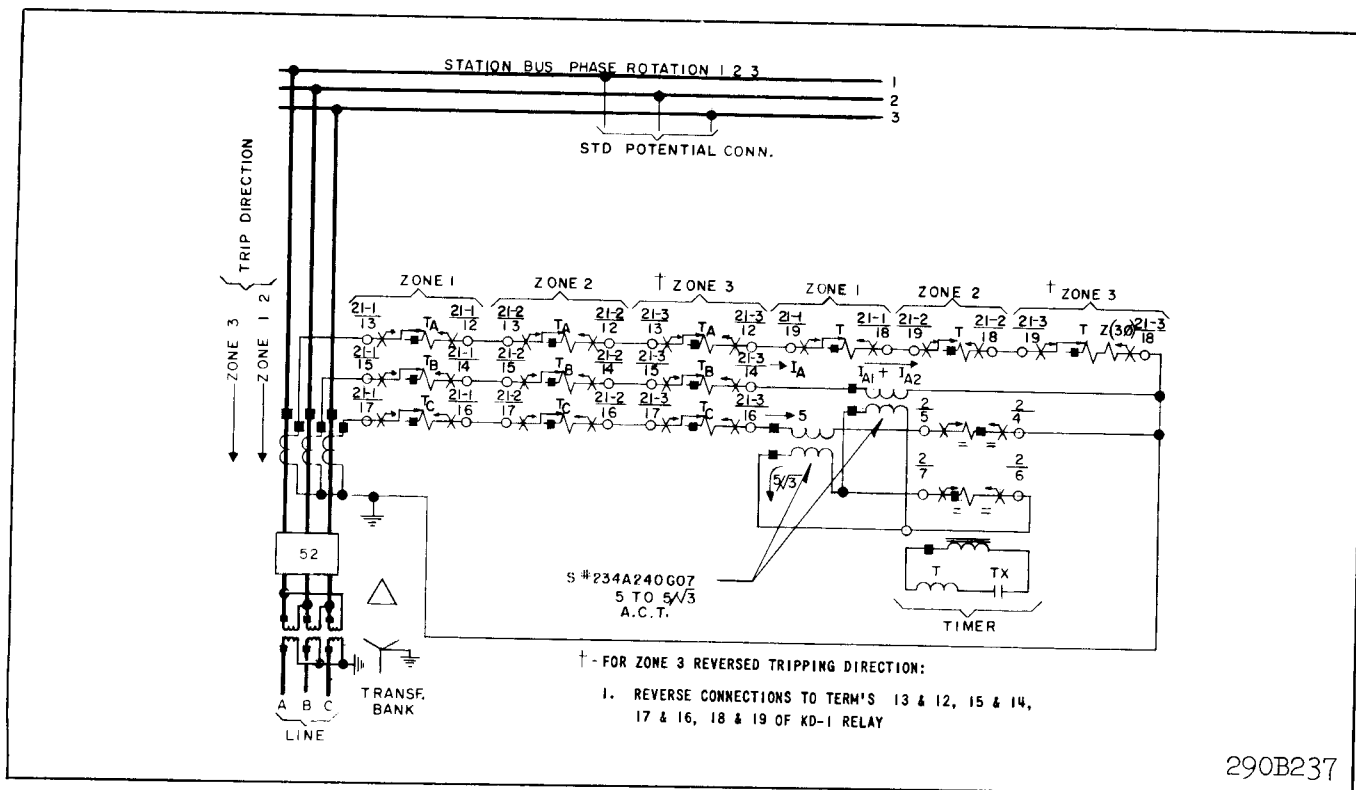 STATION BUS PHASE ROTATION 1 2 3
1
2
3
STD POTENTIAL CONN.
TRIP DIRECTION
ZONE 3
ZONE 1 2
ZONE 1
ZONE 2
† ZONE 3
ZONE 1
ZONE 2
† ZONE 3
21-1/13 TA 21-1/12 21-2/13 TA 21-2/12 21-3/13 TA 21-3/12 21-1/19 T 21-1/18 21-2/19 T 21-2/18 21-3/19 T Z(3Ø) 21-3/18
21-1/15 TB 21-1/14 21-2/15 TB 21-2/14 21-3/15 TB 21-3/14 IA IA1 + IA2
21-1/17 TC 21-1/16 21-2/17 TC 21-2/16 21-3/17 TC 21-3/16 5 2/5 2/4
5/√3 2/7 2/6
52
S#234A240G07
5 TO 5/√3
A.C.T.
T TX
TIMER
TRANSF.
BANK
A B C
LINE
†-FOR ZONE 3 REVERSED TRIPPING DIRECTION:
1. REVERSE CONNECTIONS TO TERM'S 13 & 12, 15 & 14,
17 & 16, 18 & 19 OF KD-1 RELAY
290B237